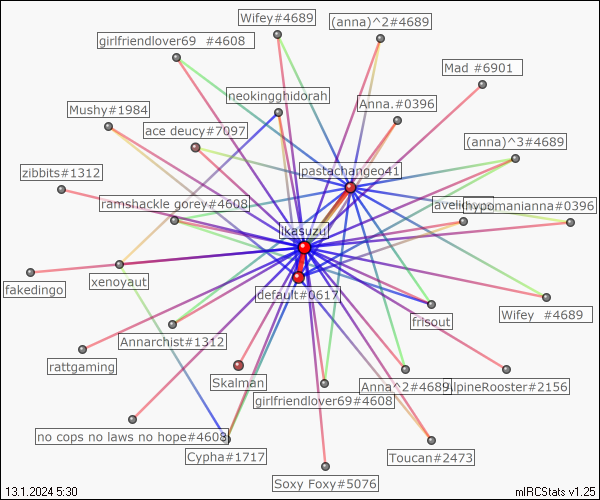 Wifey#4689
(anna)^2#4689
girlfriendlover69 #4608
Mad #6901
neokingghidorah
Mushy#1984
Anna.#0396
ace deucy#7097
(anna)^3#4689
pastachangeo41
zibbits#1312
ramshackle gorey#4608
hypomanianna#0396
ikasuzu
fakedingo
xenoyaut
default#0617
frisout
Wifey #4689
Annarchist#1312
rattgaming
Skalman
Anna^2#4689
AlpineRooster#2156
girlfriendlover69#4608
no cops no laws no hope#4608
Cypha#1717
Toucan#2473
Soxy Foxy#5076
13.1.2024 5:30
mIRCStats v1.25